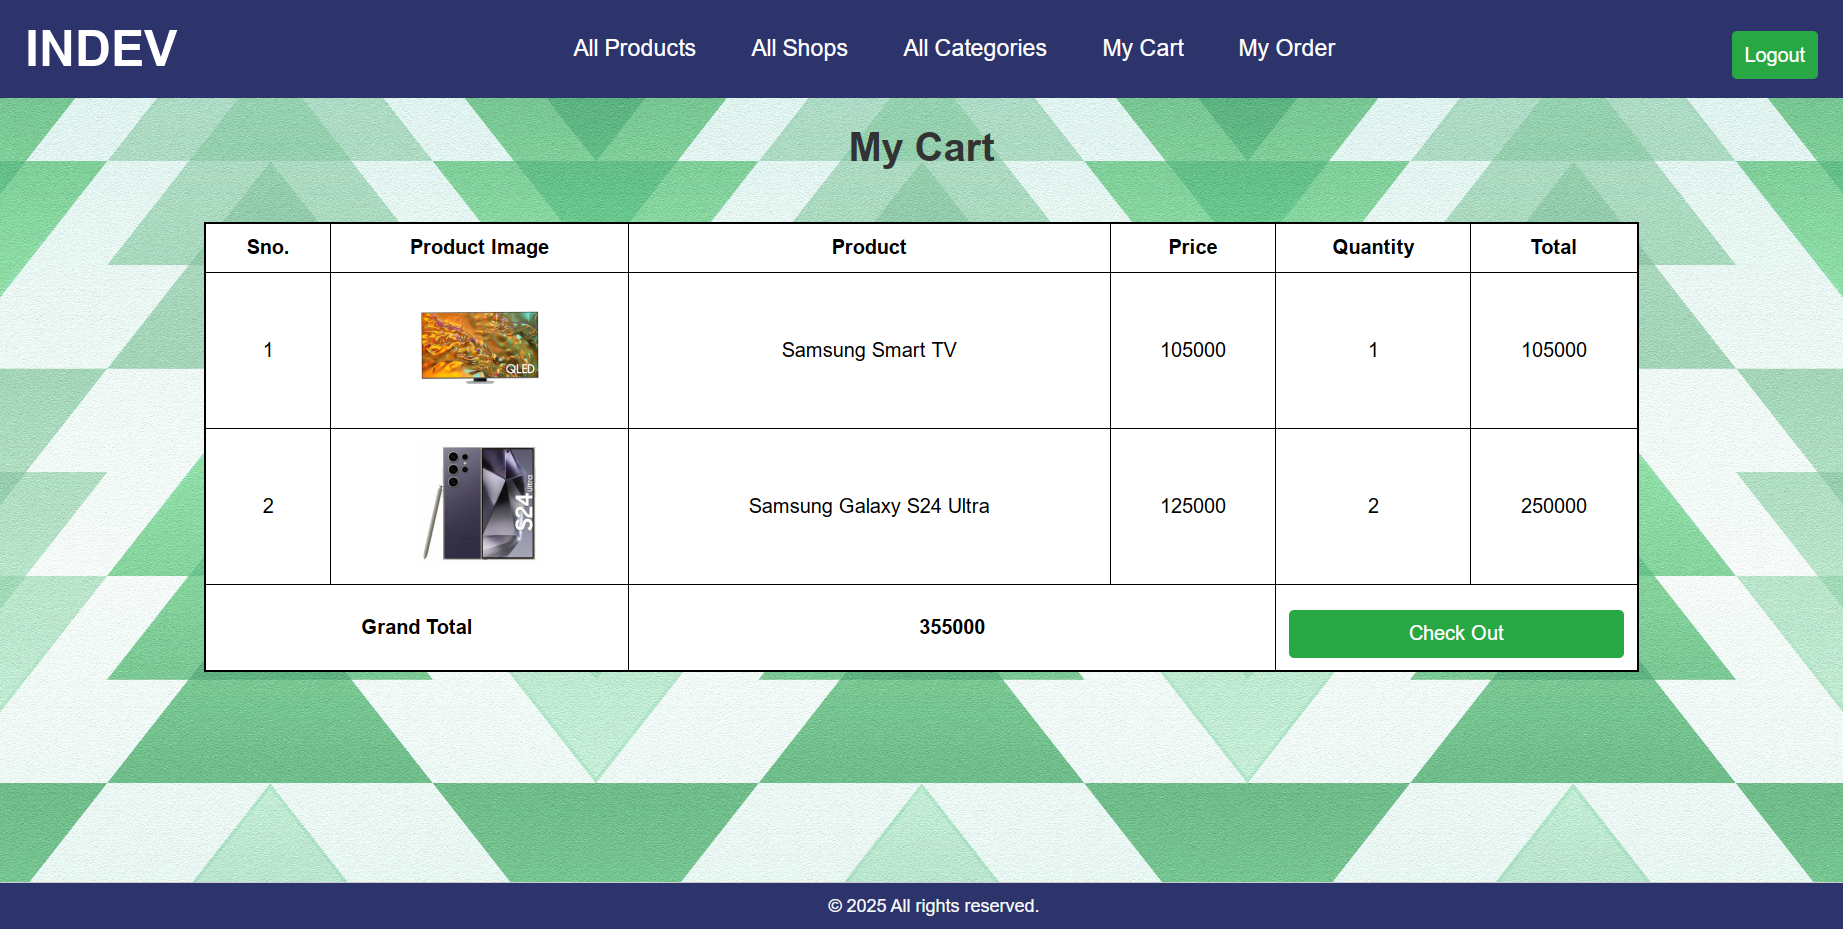 INDEV
All Products All Shops All Categories My Cart My Order
Logout
My Cart
Sno. Product Image Product Price Quantity Total
1 QLED Samsung Smart TV 105000 1 105000
2 S24 Ultra Samsung Galaxy S24 Ultra 125000 2 250000
Grand Total 355000 Check Out
© 2025 All rights reserved.